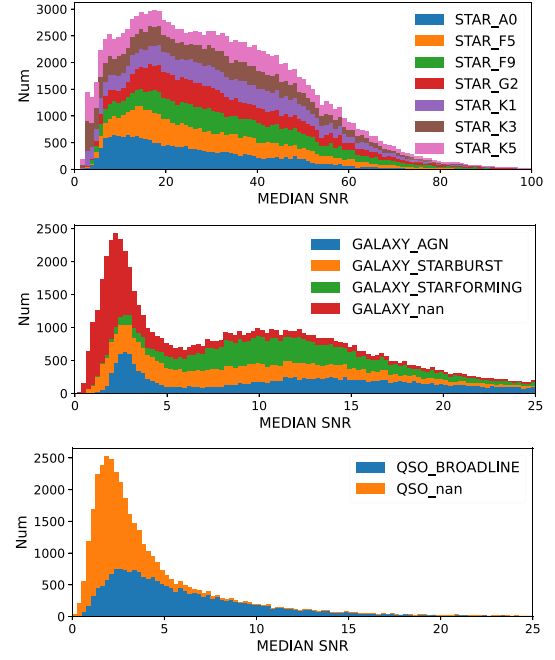 3000
2500
2000
1500
1000
500
0
Num
STAR_A0
STAR_F5
STAR_F9
STAR_G2
STAR_K1
STAR_K3
STAR_K5
0 20 40 60 80 100
MEDIAN SNR
2500
2000
1500
1000
500
0
Num
GALAXY_AGN
GALAXY_STARBURST
GALAXY_STARFORMING
GALAXY_nan
0 5 10 15 20 25
MEDIAN SNR
2500
2000
1500
1000
500
0
Num
QSO_BROADLINE
QSO_nan
0 5 10 15 20 25
MEDIAN SNR